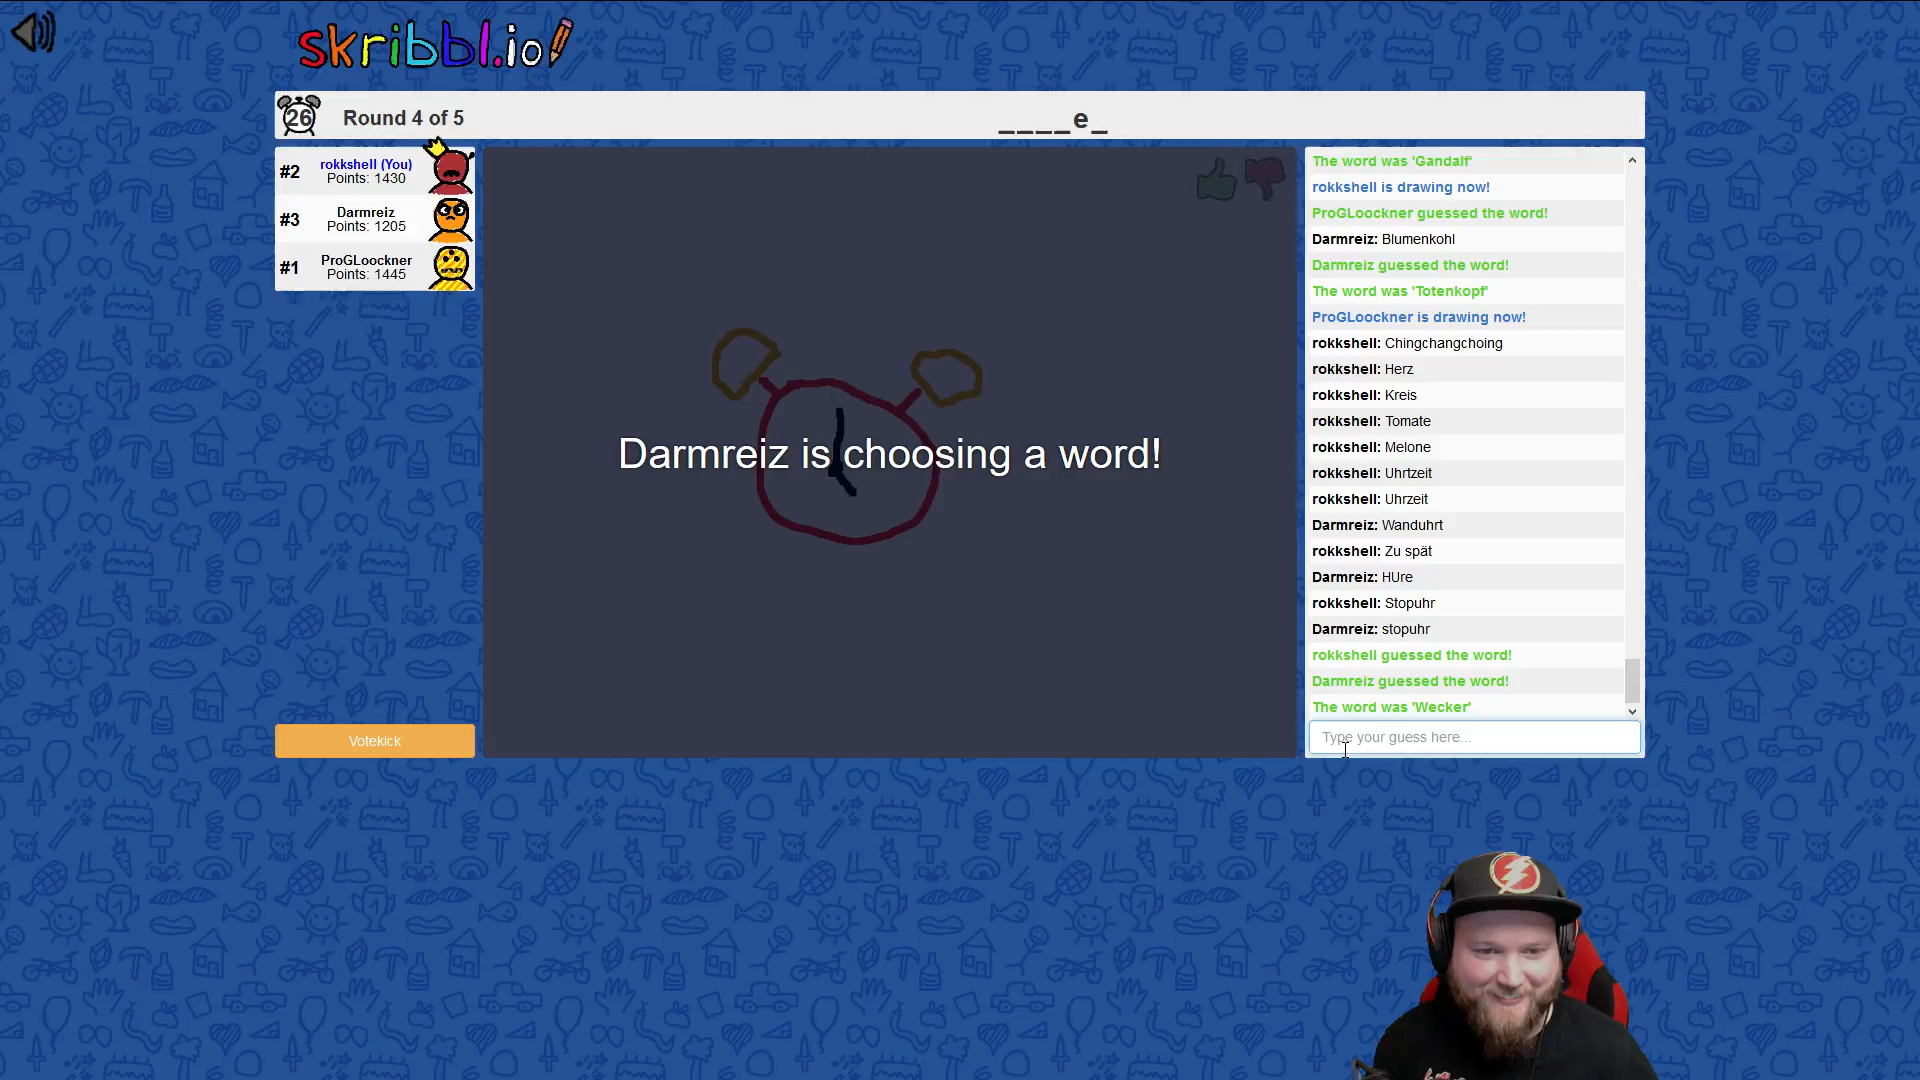 skribbl.io
26
Round 4 of 5
____e_
#2
rokkshell (You)
Points: 1430
#3
Darmreiz
Points: 1205
#1
ProGLoockner
Points: 1445
Votekick
Darmreiz is choosing a word!
The word was 'Gandalf'
rokkshell is drawing now!
ProGLoockner guessed the word!
Darmreiz: Blumenkohl
Darmreiz guessed the word!
The word was 'Totenkopf'
ProGLoockner is drawing now!
rokkshell: Chingchangchoing
rokkshell: Herz
rokkshell: Kreis
rokkshell: Tomate
rokkshell: Melone
rokkshell: Uhrtzeit
rokkshell: Uhrzeit
Darmreiz: Wanduhrt
rokkshell: Zu spät
Darmreiz: HUre
rokkshell: Stopuhr
Darmreiz: stopuhr
rokkshell guessed the word!
Darmreiz guessed the word!
The word was 'Wecker'
Type your guess here...